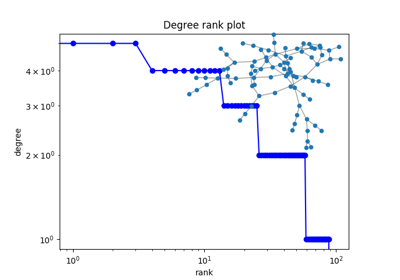 Degree rank plot
degree
4 × 10⁰
3 × 10⁰
2 × 10⁰
10⁰
10⁰
10¹
10²
rank